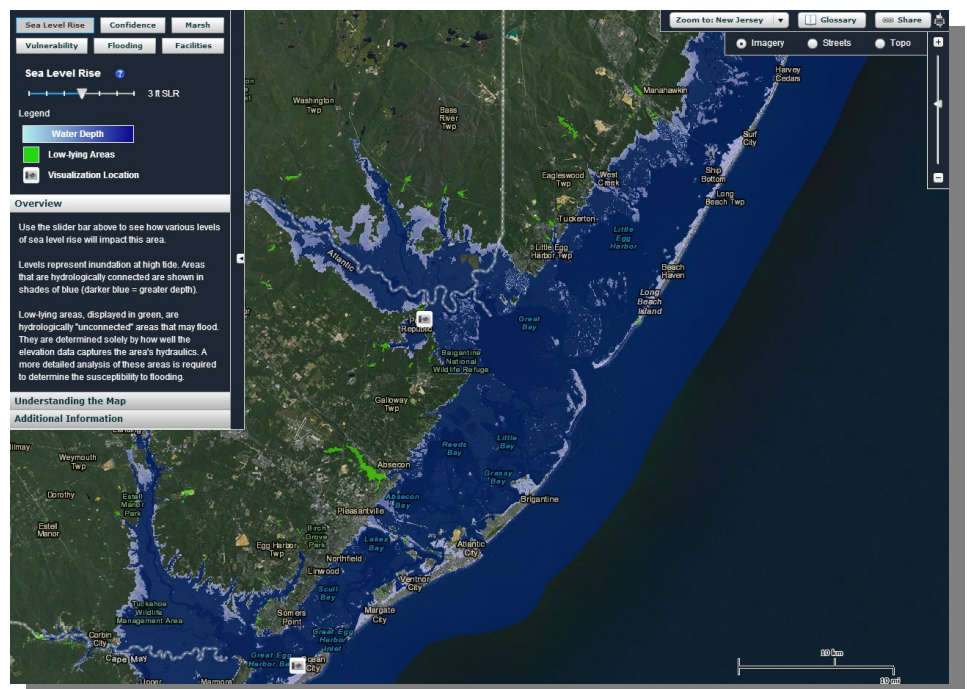 Sea Level Rise
Confidence
Marsh
Vulnerability
Flooding
Facilities
Sea Level Rise ?
3 ft SLR
Legend
Water Depth
Low-lying Areas
Visualization Location
Overview
Use the slider bar above to see how various levels
of sea level rise will impact this area.
Levels represent inundation at high tide. Areas
that are hydrologically connected are shown in
shades of blue (darker blue = greater depth).
Low-lying areas, displayed in green, are
hydrologically "unconnected" areas that may flood.
They are determined solely by how well the
elevation data captures the area's hydraulics. A
more detailed analysis of these areas is required
to determine the susceptibility to flooding.
Understanding the Map
Additional Information
Zoom to: New Jersey
Glossary
Share
Imagery
Streets
Topo
Harvey
Cedars
Manahawkin
Washington
Twp
Bass
River
Twp
Surf
City
Eagleswood
Twp
West
Creek
Ship
Bottom
Long
Beach Twp
Tuckerton
Little
Egg
Harbor
Little Egg
Harbor Twp
Atlantic
Beach
Haven
Long
Beach
Island
Great
Bay
Republic
Baigantine
National
Wildlife Refuge
Galloway
Twp
Reeds
Bay
Little
Bay
Grassy
Bay
Weymouth
Twp
Absecon
Dorothy
Estell
Manor
Park
Absecon
Bay
Brigantine
Pleasantville
Estell
Manor
Birch
Grove
Park
Egg Harbor
Twp
Lakes
Bay
Atlantic
City
Northfield
Linwood
Ventnor
City
Scull
Bay
Tuckahoe
Wildlife
Management Area
Somers
Point
Margate
City
Corbin
City
Great Egg
Harbor
Inlet
Cape May
Great Egg
City
Upper
Marmora
10 km
10 mi